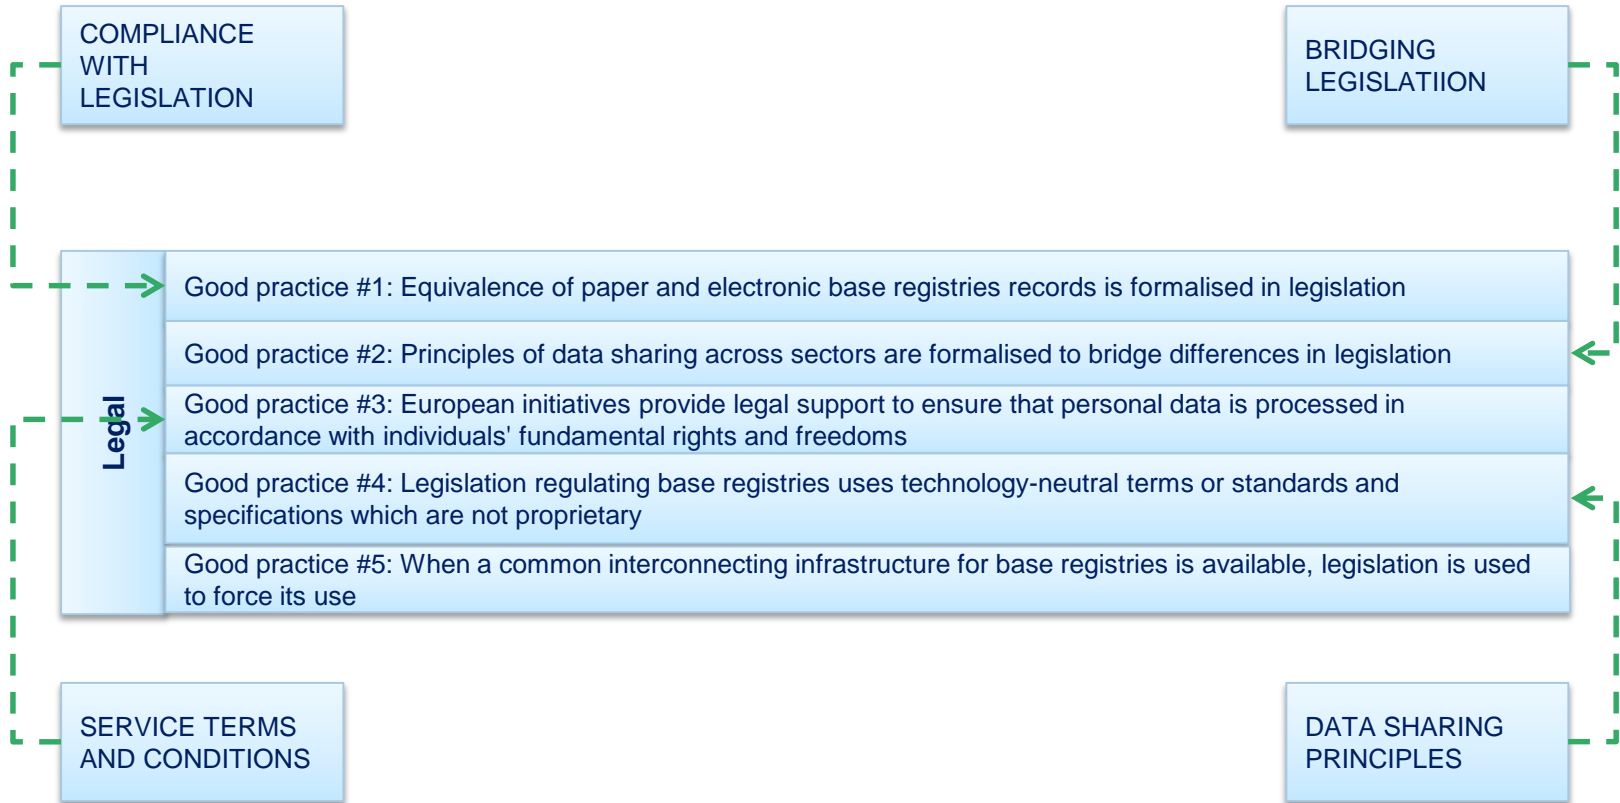 COMPLIANCE
WITH
LEGISLATION
BRIDGING
LEGISLATIION
Legal
Good practice #1: Equivalence of paper and electronic base registries records is formalised in legislation
Good practice #2: Principles of data sharing across sectors are formalised to bridge differences in legislation
Good practice #3: European initiatives provide legal support to ensure that personal data is processed in
accordance with individuals' fundamental rights and freedoms
Good practice #4: Legislation regulating base registries uses technology-neutral terms or standards and
specifications which are not proprietary
Good practice #5: When a common interconnecting infrastructure for base registries is available, legislation is used
to force its use
SERVICE TERMS
AND CONDITIONS
DATA SHARING
PRINCIPLES